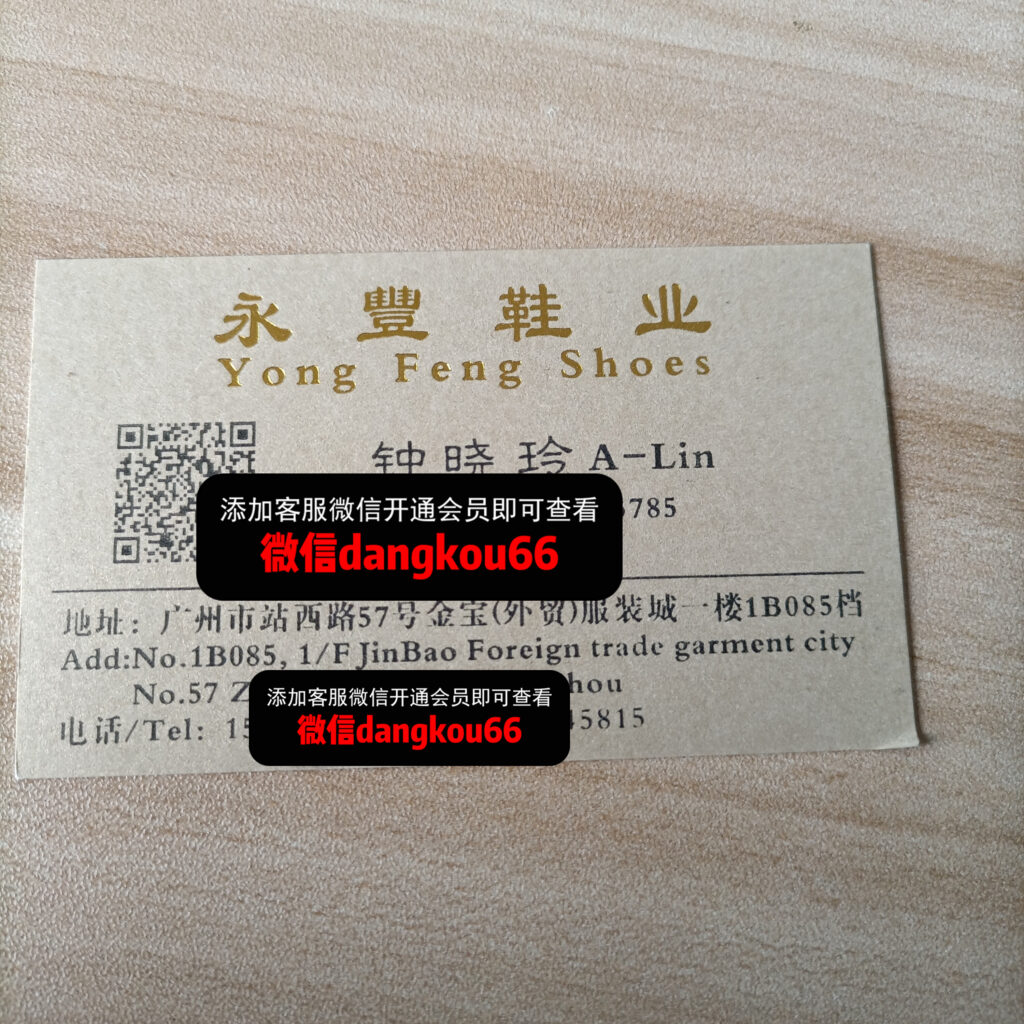 永豐鞋业
Yong Feng Shoes
钟晓玲 A-Lin
添加客服微信开通会员即可查看
785
微信dangkou66
地址：广州市站西路57号金宝(外贸)服装城一楼1B085档
Add:No.1B085, 1/F JinBao Foreign trade garment city
No.57
添加客服微信开通会员即可查看
电话/Tel: 15 45815
微信dangkou66